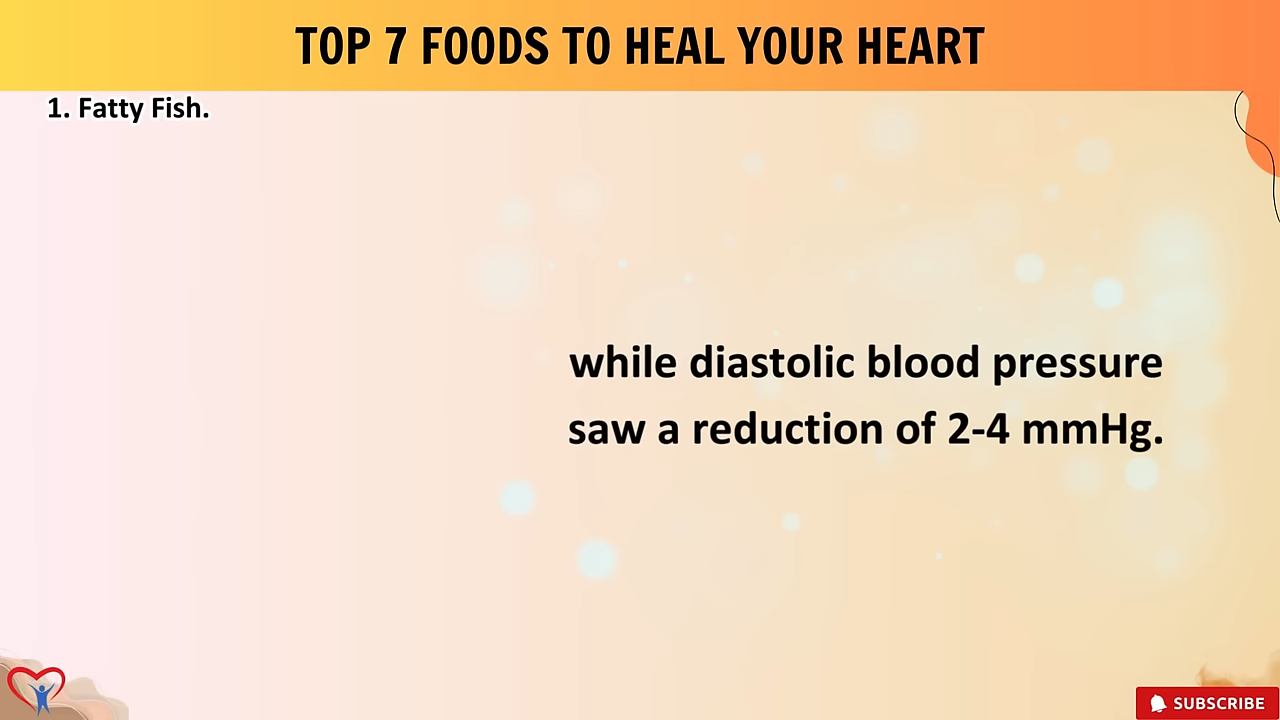 TOP 7 FOODS TO HEAL YOUR HEART
1. Fatty Fish.
while diastolic blood pressure
saw a reduction of 2-4 mmHg.
SUBSCRIBE